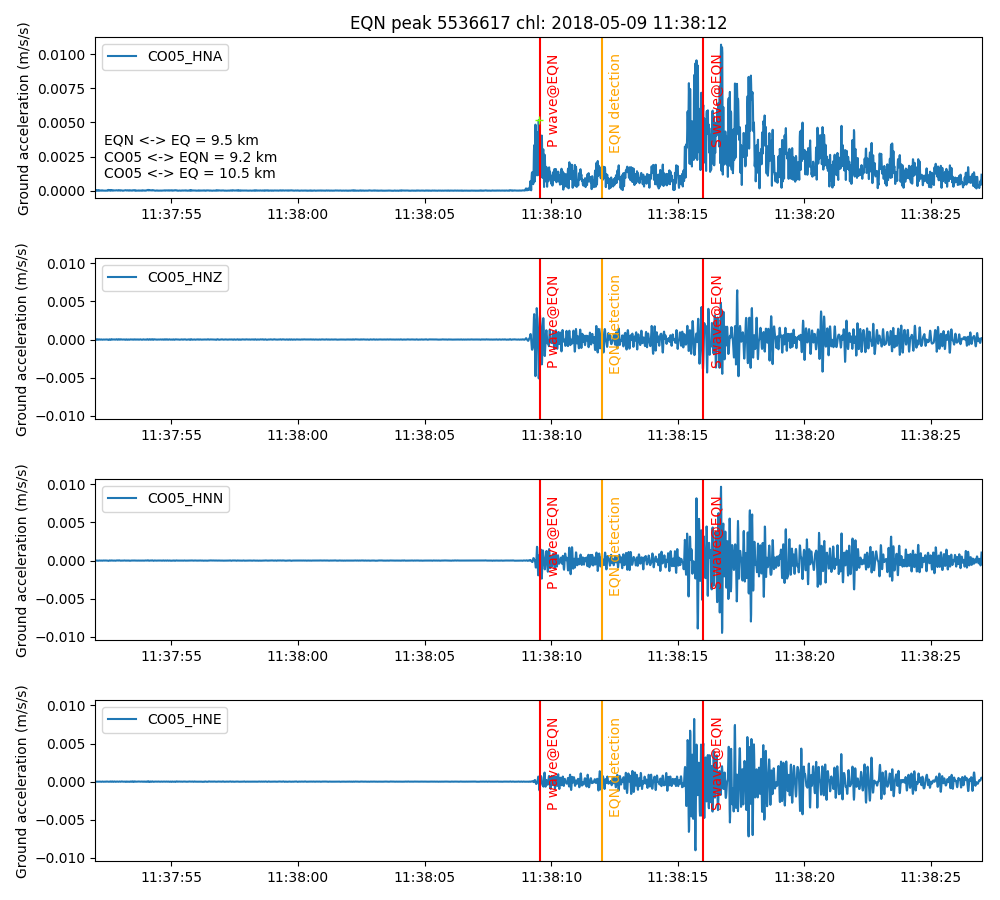 EQN peak 5536617 chl: 2018-05-09 11:38:12
Ground acceleration (m/s/s)
0.0100
0.0075
0.0050
0.0025
0.0000
CO05_HNA
EQN <-> EQ = 9.5 km
CO05 <-> EQN = 9.2 km
CO05 <-> EQ = 10.5 km
P wave@EQN
EQN detection
S wave@EQN
11:37:55 11:38:00 11:38:05 11:38:10 11:38:15 11:38:20 11:38:25
Ground acceleration (m/s/s)
0.010
0.005
0.000
−0.005
−0.010
CO05_HNZ
P wave@EQN
EQN detection
S wave@EQN
11:37:55 11:38:00 11:38:05 11:38:10 11:38:15 11:38:20 11:38:25
Ground acceleration (m/s/s)
0.010
0.005
0.000
−0.005
−0.010
CO05_HNN
P wave@EQN
EQN detection
S wave@EQN
11:37:55 11:38:00 11:38:05 11:38:10 11:38:15 11:38:20 11:38:25
Ground acceleration (m/s/s)
0.010
0.005
0.000
−0.005
−0.010
CO05_HNE
P wave@EQN
EQN detection
S wave@EQN
11:37:55 11:38:00 11:38:05 11:38:10 11:38:15 11:38:20 11:38:25